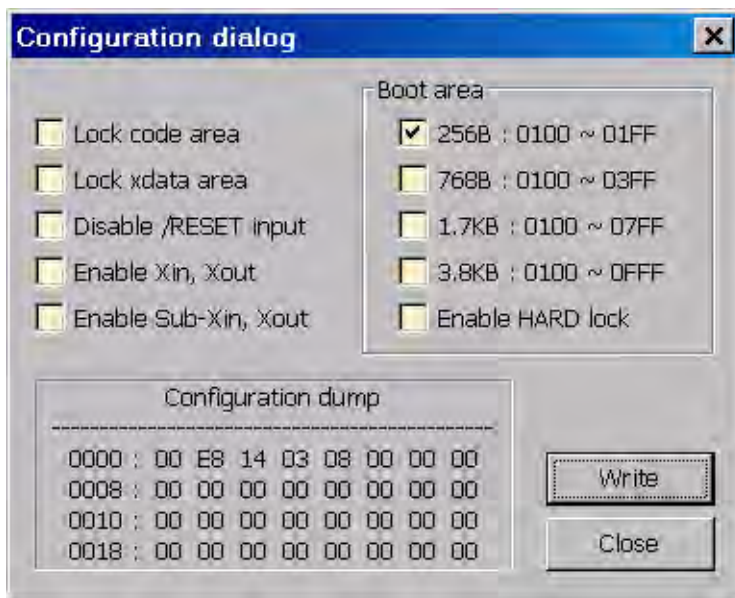 Configuration dialog
Lock code area
Lock xdata area
Disable /RESET input
Enable Xin, Xout
Enable Sub-Xin, Xout
Boot area
256B : 0100 ~ 01FF
768B : 0100 ~ 03FF
1.7KB : 0100 ~ 07FF
3.8KB : 0100 ~ 0FFF
Enable HARD lock
Configuration dump
--------------------------------------------------
0000 : 00 E8 14 03 08 00 00 00
0008 : 00 00 00 00 00 00 00 00
0010 : 00 00 00 00 00 00 00 00
0018 : 00 00 00 00 00 00 00 00
Write
Close